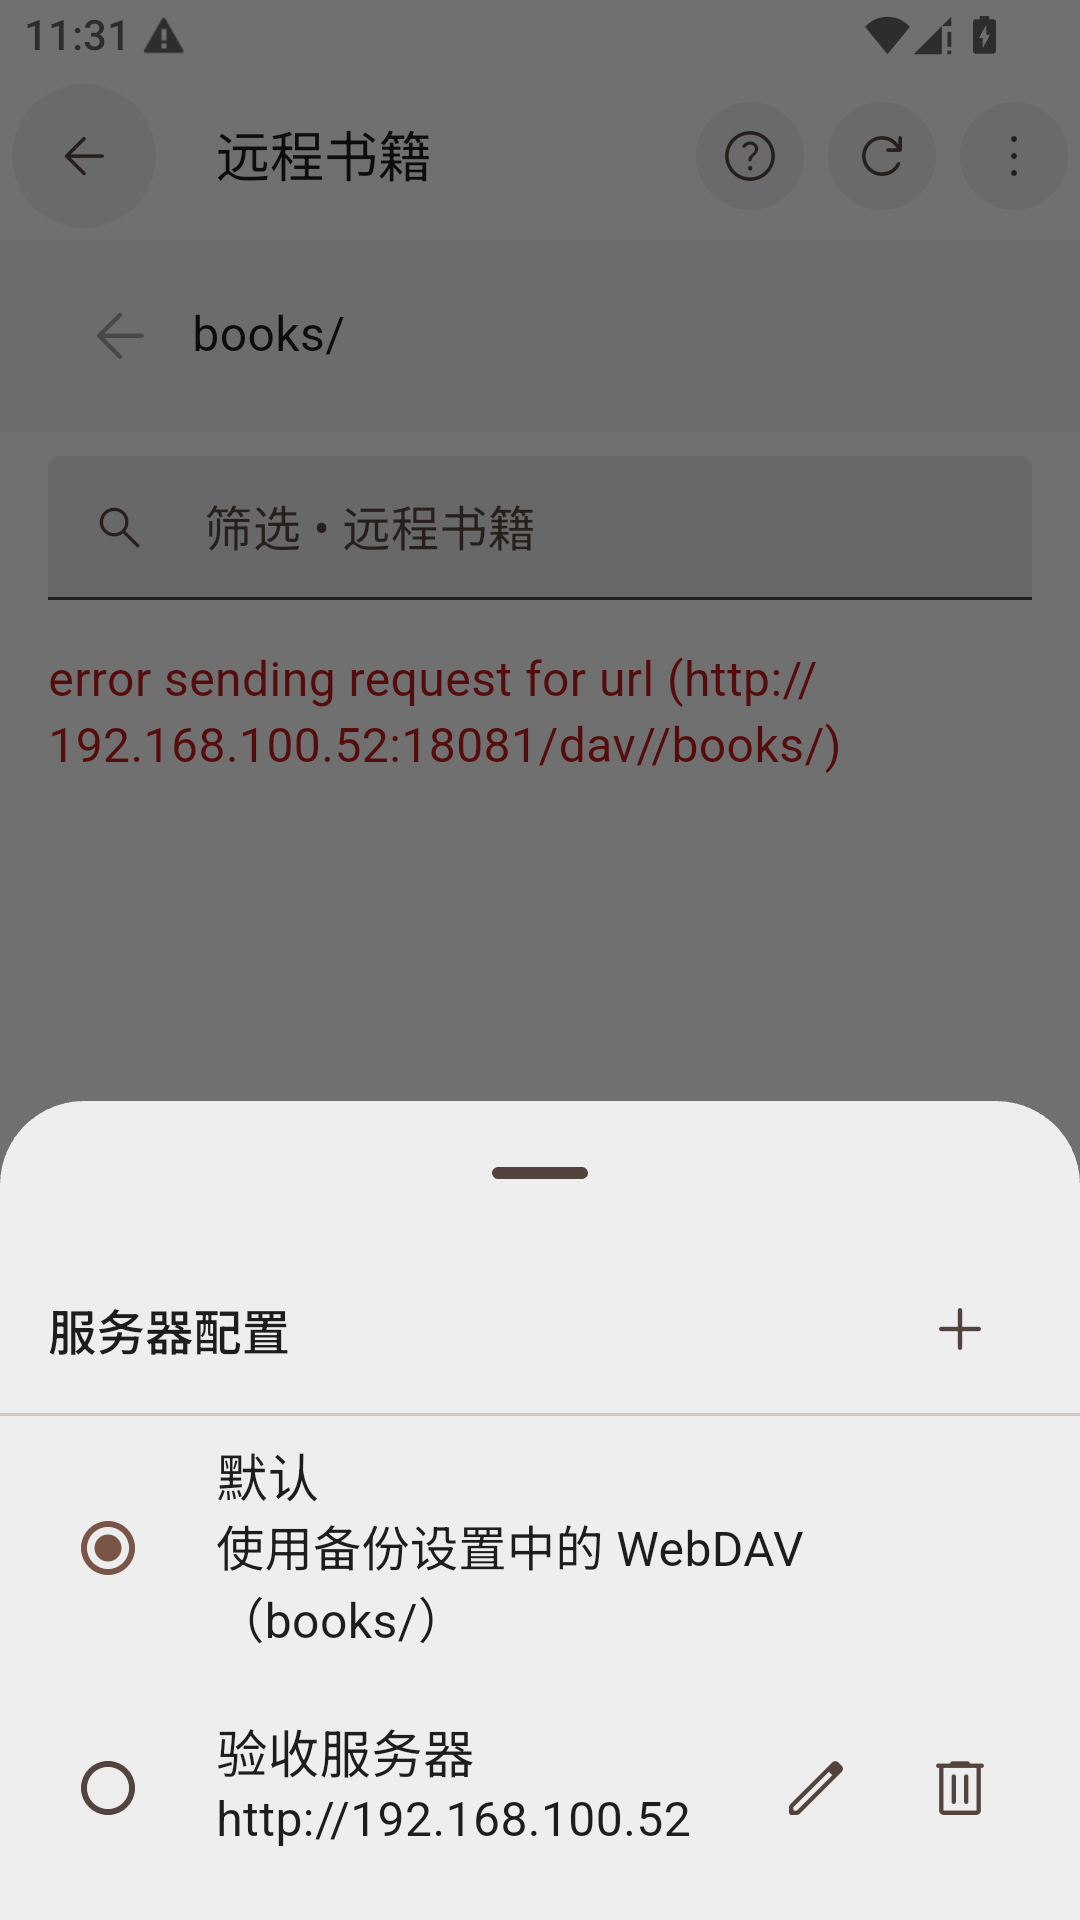 11:31
远程书籍
books/
筛选 • 远程书籍
error sending request for url (http://
192.168.100.52:18081/dav//books/)
服务器配置
默认
使用备份设置中的 WebDAV
（books/）
验收服务器
http://192.168.100.52